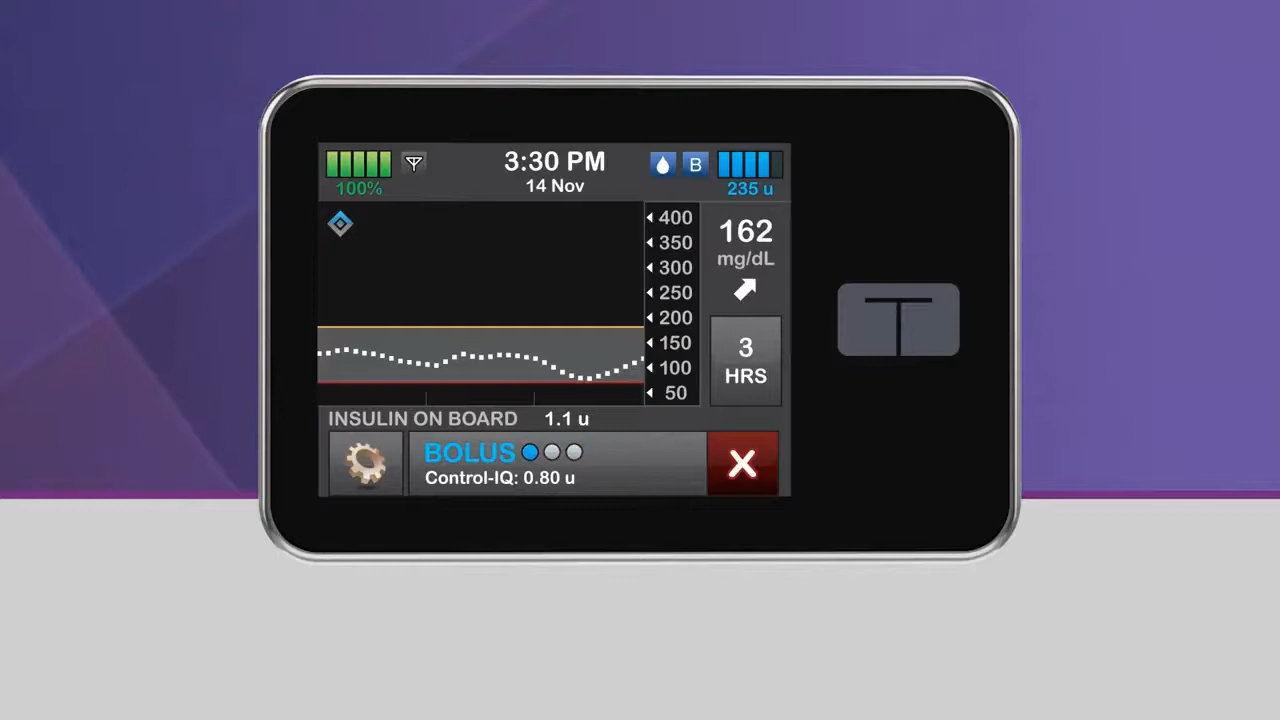 3:30 PM
14 Nov
100%
B
235 u
400
350
300
250
200
150
100
50
162
mg/dL
3
HRS
T
INSULIN ON BOARD 1.1 u
BOLUS
Control-IQ: 0.80 u
X